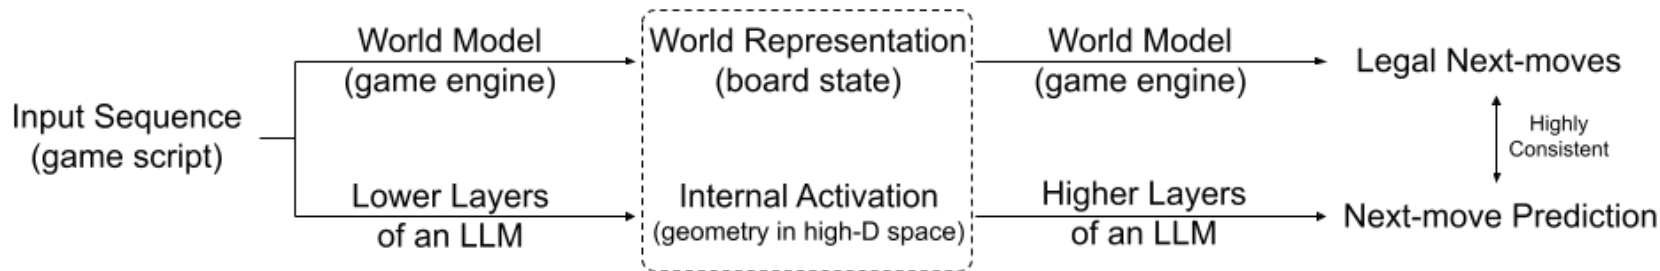 Input Sequence
(game script)
World Model
(game engine)
World Representation
(board state)
World Model
(game engine)
Legal Next-moves
Highly
Consistent
Lower Layers
of an LLM
Internal Activation
(geometry in high-D space)
Higher Layers
of an LLM
Next-move Prediction